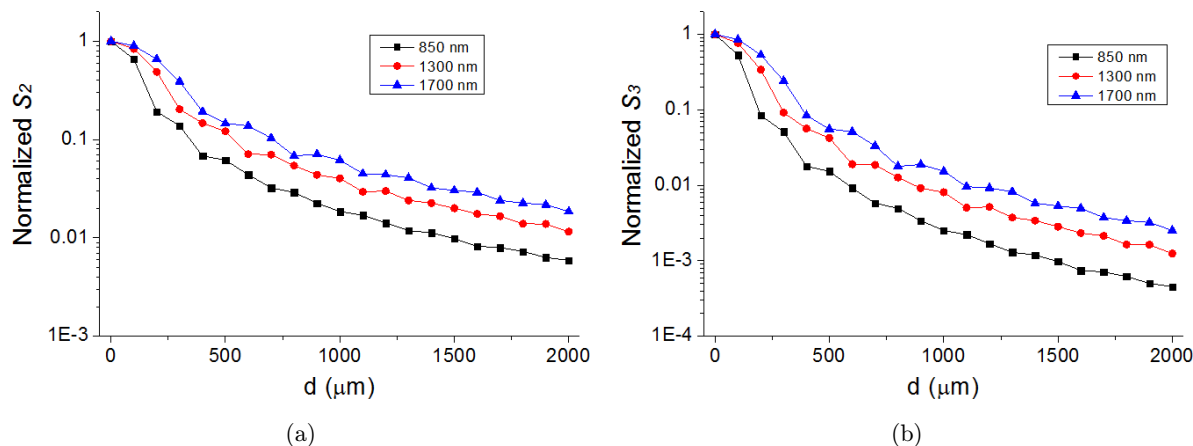 Normalized S2
1
0.1
0.01
1E-3
850 nm
1300 nm
1700 nm
0
500
1000
1500
2000
d (μm)
(a)
Normalized S3
1
0.1
0.01
1E-3
1E-4
850 nm
1300 nm
1700 nm
0
500
1000
1500
2000
d (μm)
(b)